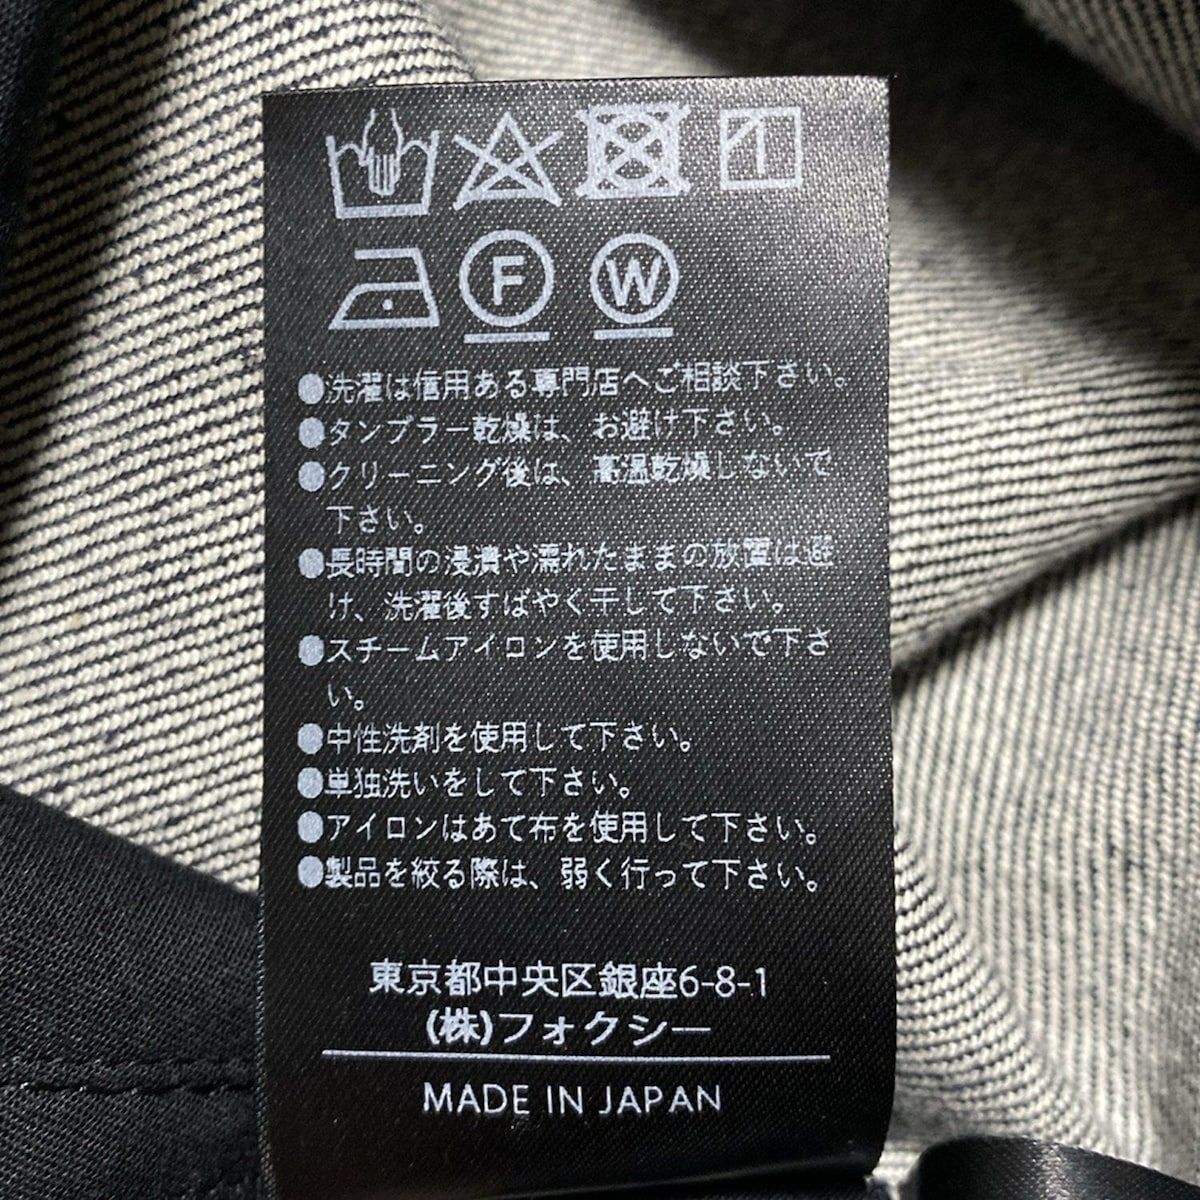 F W
●洗濯は信用ある専門店へご相談下さい。
●タンブラー乾燥は、お避け下さい。
●クリーニング後は、高温乾燥しないで
下さい。
●長時間の浸漬や濡れたままの放置は避
け、洗濯後すばやく干して下さい。
●スチームアイロンを使用しないで下さ
い。
●中性洗剤を使用して下さい。
●単独洗いをして下さい。
●アイロンはあて布を使用して下さい。
●製品を絞る際は、弱く行って下さい。
東京都中央区銀座6-8-1
(株)フォクシー
MADE IN JAPAN